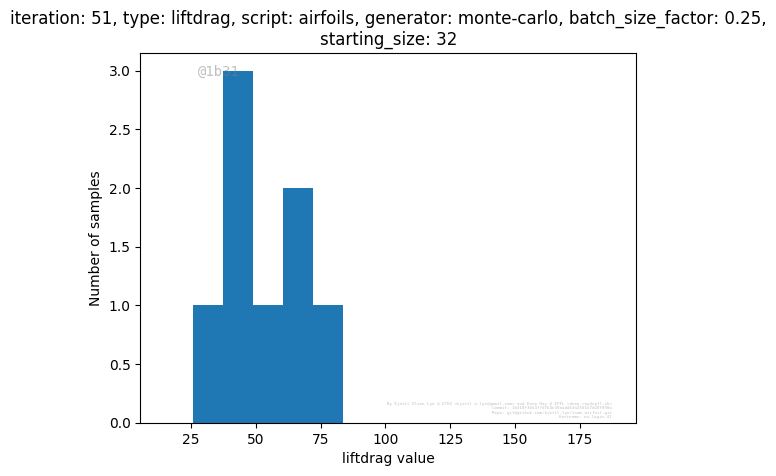 iteration: 51, type: liftdrag, script: airfoils, generator: monte-carlo, batch_size_factor: 0.25,
starting_size: 32
@1b31
3.0
2.5
2.0
1.5
1.0
0.5
0.0
Number of samples
25 50 75 100 125 150 175
liftdrag value